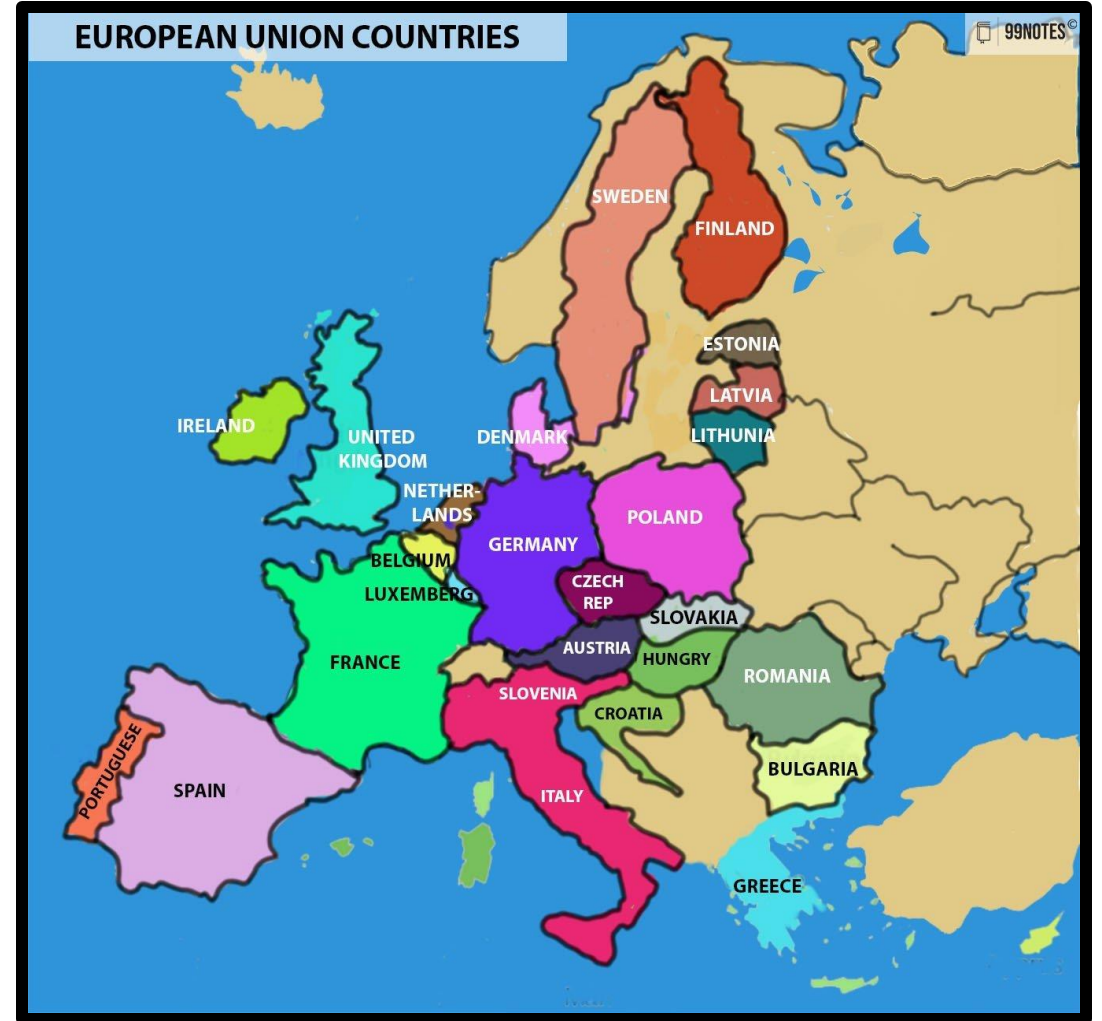 EUROPEAN UNION COUNTRIES
99NOTES©
SWEDEN
FINLAND
ESTONIA
LATVIA
LITHUNIA
IRELAND
UNITED
KINGDOM
DENMARK
NETHER-
LANDS
POLAND
GERMANY
BELGIUM
LUXEMBERG
CZECH
REP
SLOVAKIA
AUSTRIA
HUNGRY
FRANCE
ROMANIA
SLOVENIA
CROATIA
PORTUGUESE
SPAIN
ITALY
BULGARIA
GREECE